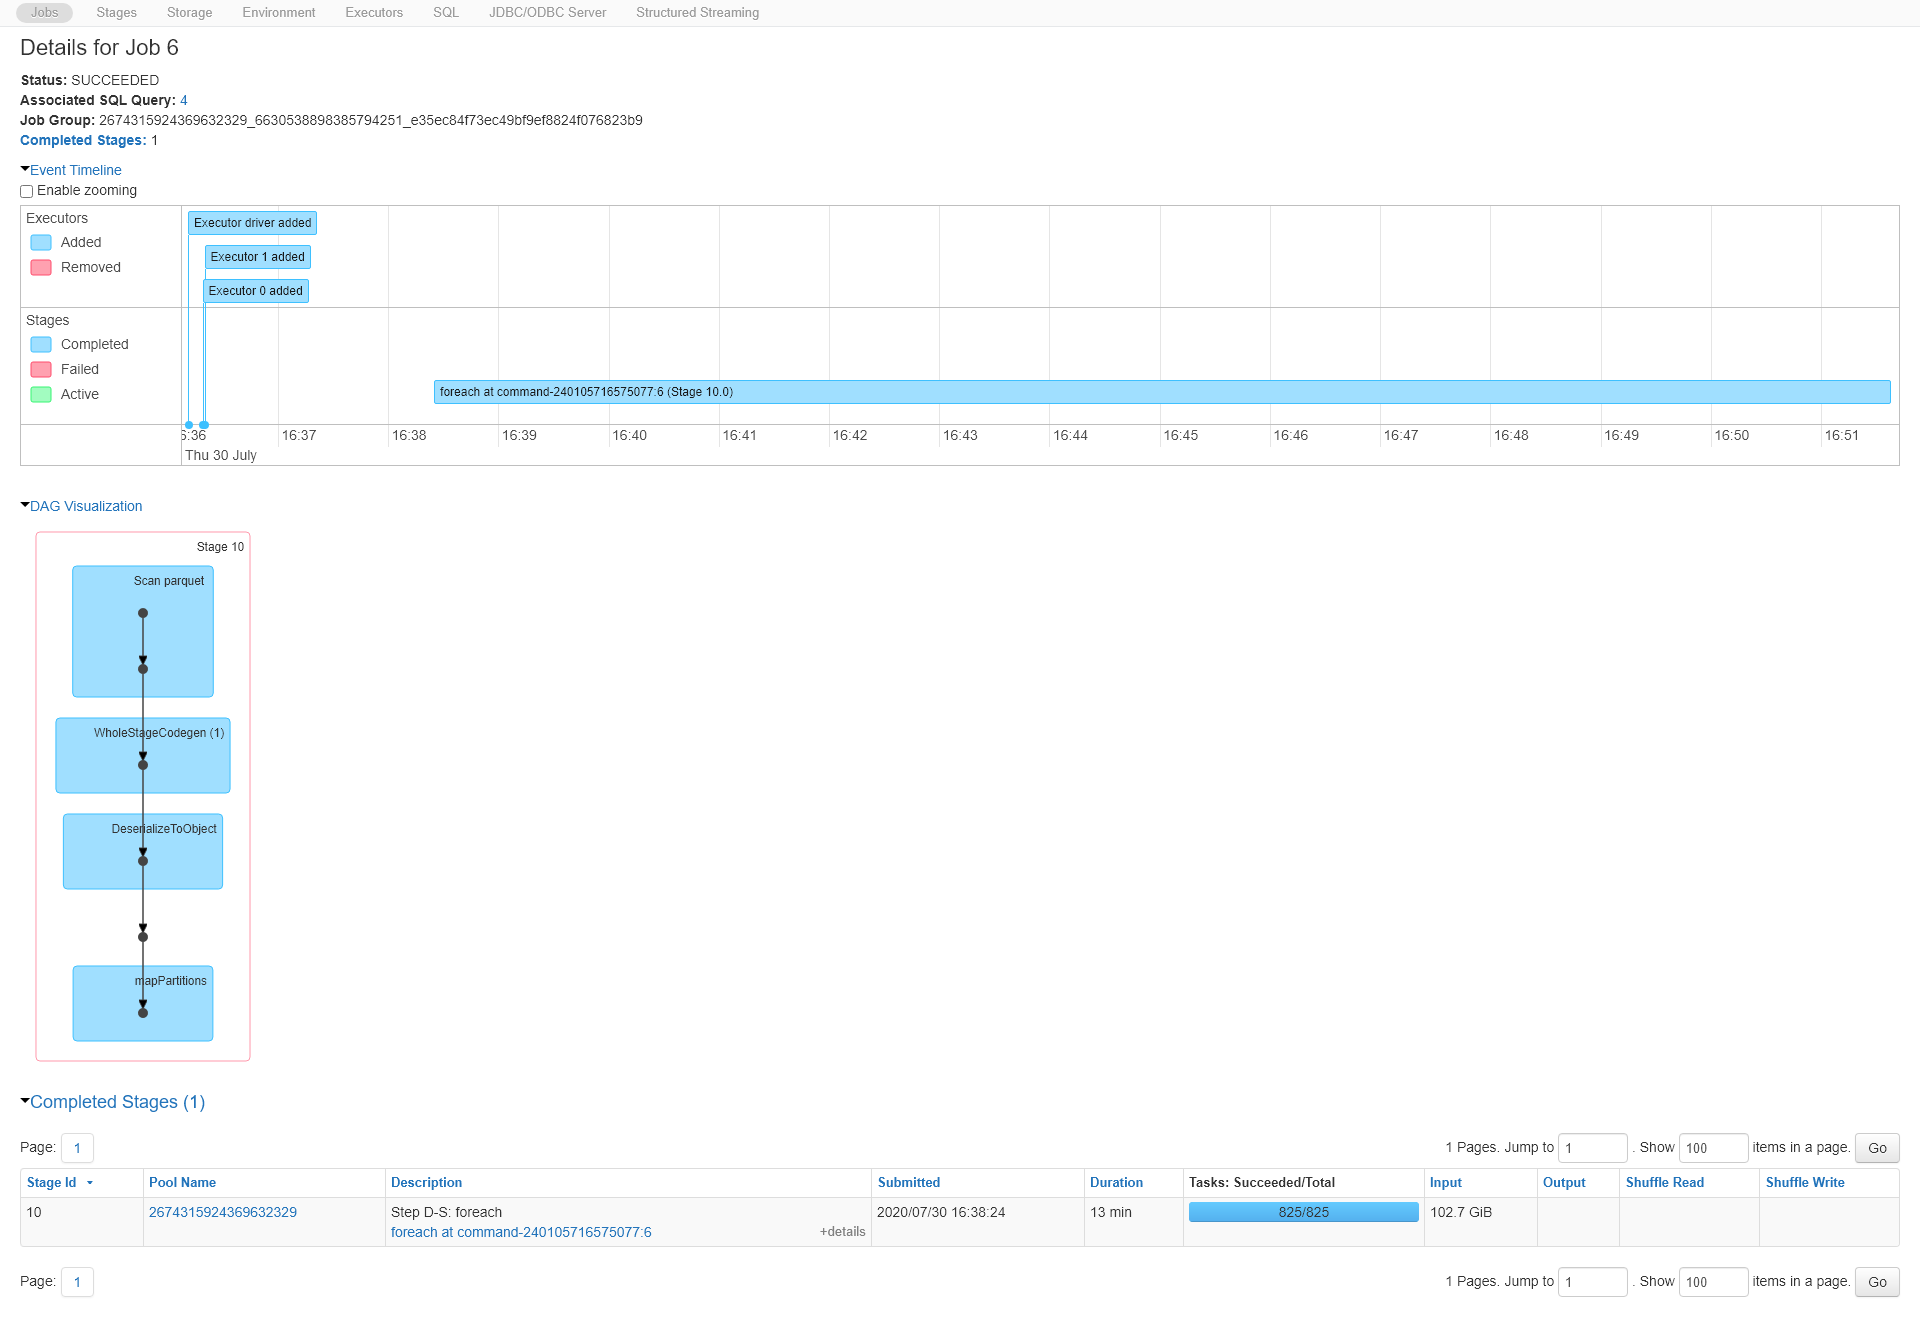 Jobs Stages Storage Environment Executors SQL JDBC/ODBC Server Structured Streaming
Details for Job 6
Status: SUCCEEDED
Associated SQL Query: 4
Job Group: 2674315924369632329_6630538898385794251_e35ec84f73ec49bf9ef8824f076823b9
Completed Stages: 1
Event Timeline
Enable zooming
Executors
Added
Removed
Executor driver added
Executor 1 added
Executor 0 added
Stages
Completed
Failed
Active
foreach at command-240105716575077:6 (Stage 10.0)
6:36 16:37 16:38 16:39 16:40 16:41 16:42 16:43 16:44 16:45 16:46 16:47 16:48 16:49 16:50 16:51
Thu 30 July
DAG Visualization
Stage 10
Scan parquet
WholeStageCodegen (1)
DeserializeToObject
mapPartitions
Completed Stages (1)
Page: 1 1 Pages. Jump to 1 . Show 100 items in a page. Go
Stage Id Pool Name Description Submitted Duration Tasks: Succeeded/Total Input Output Shuffle Read Shuffle Write
10 2674315924369632329 Step D-S: foreach 2020/07/30 16:38:24 13 min 825/825 102.7 GiB
foreach at command-240105716575077:6 +details
Page: 1 1 Pages. Jump to 1 . Show 100 items in a page. Go